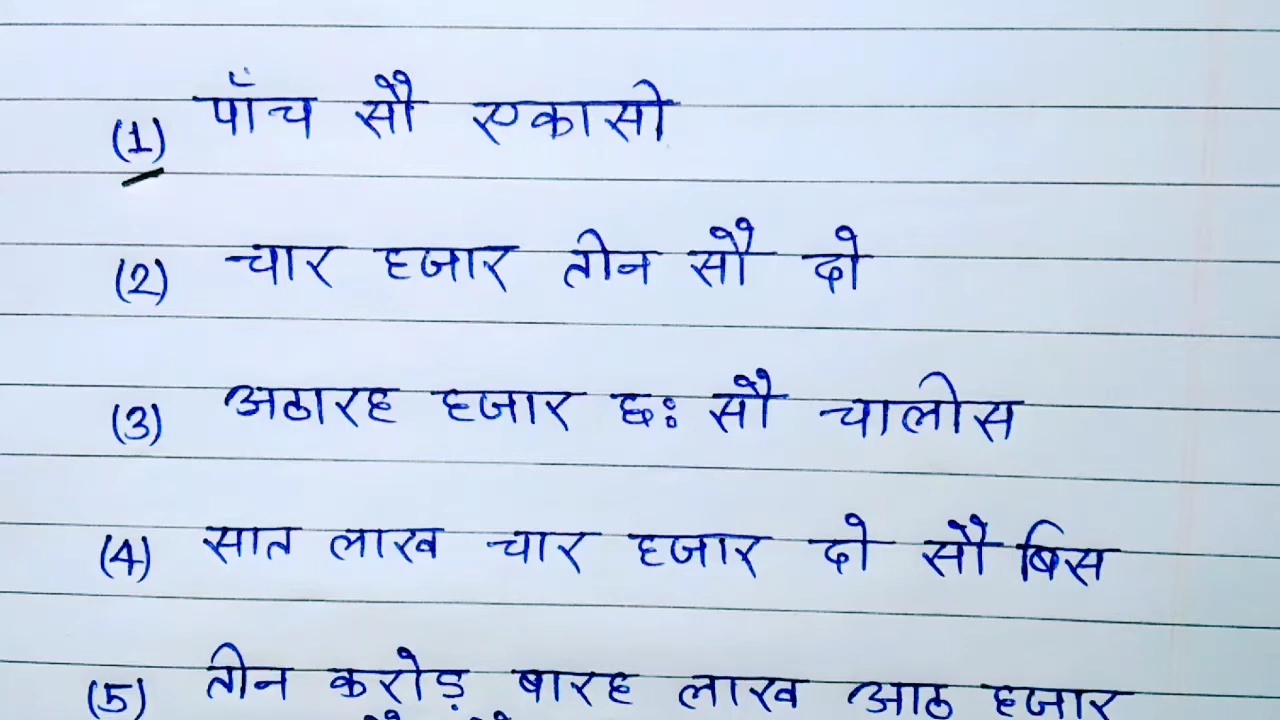 (1) पाँच सौ एकासी
(2) चार हजार तीन सौ दो
(3) अठारह हजार छः सौ चालीस
(4) सात लाख चार हजार दो सौ बिस
(5) तीन करोड़ बारह लाख आठ हजार